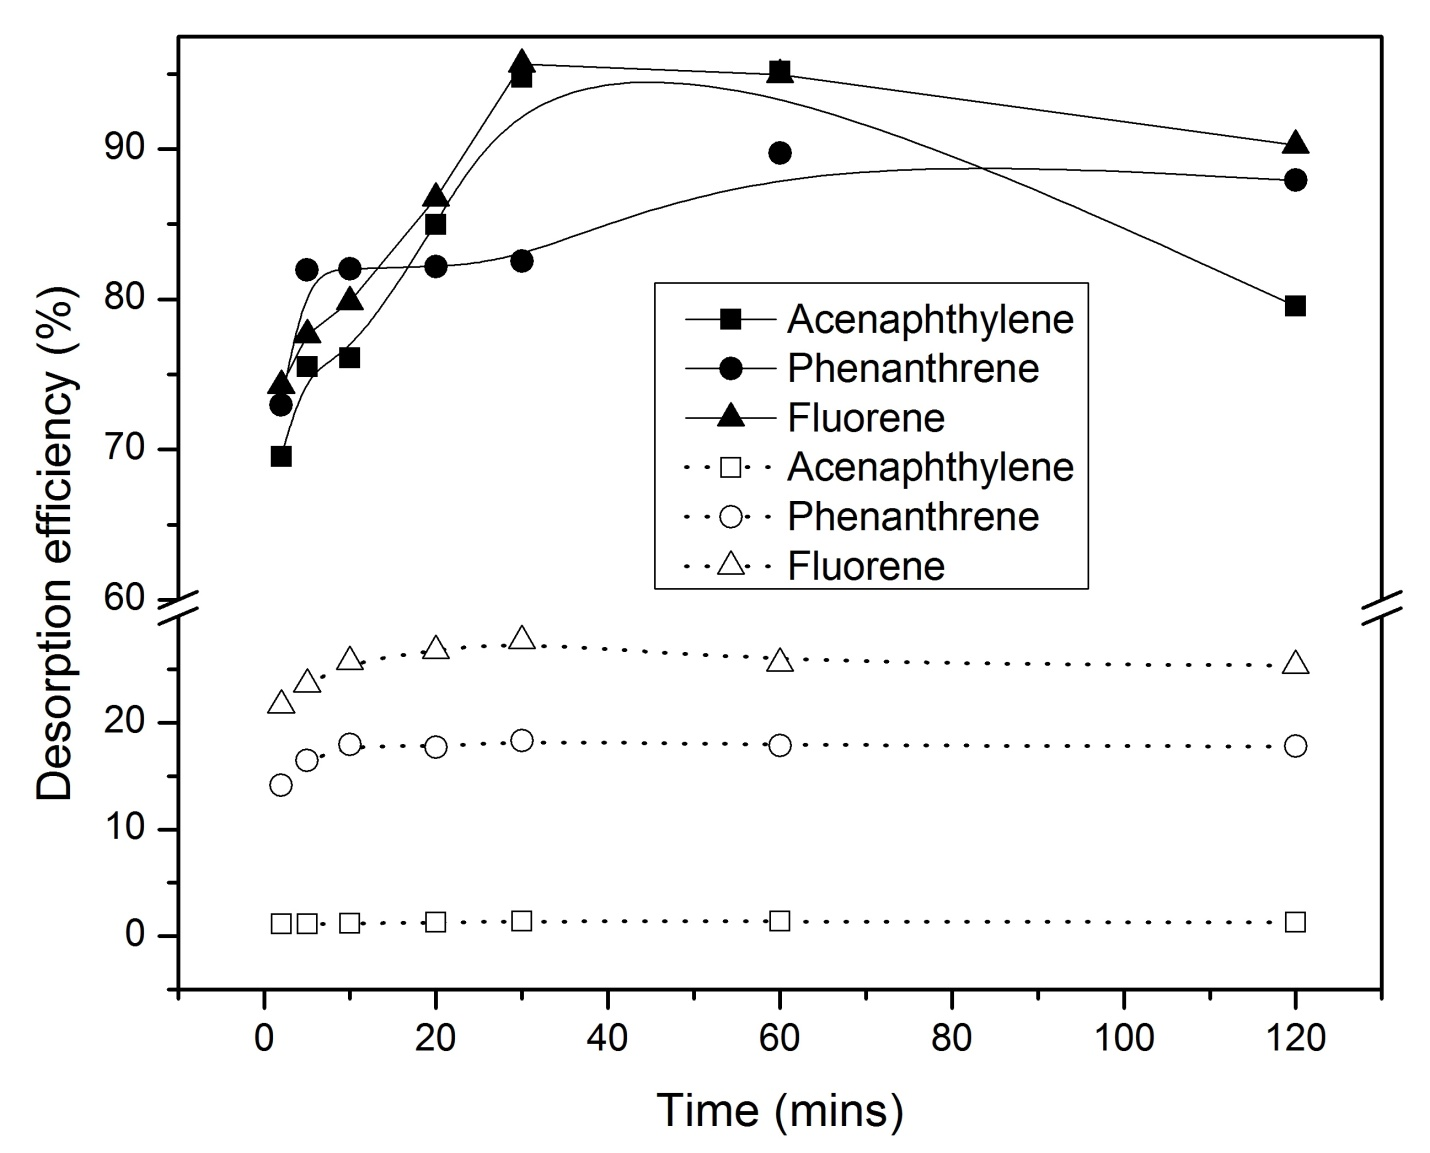 Desorption efficiency (%)
90
80
70
60
20
10
0
Acenaphthylene
Phenanthrene
Fluorene
Acenaphthylene
Phenanthrene
Fluorene
0 20 40 60 80 100 120
Time (mins)